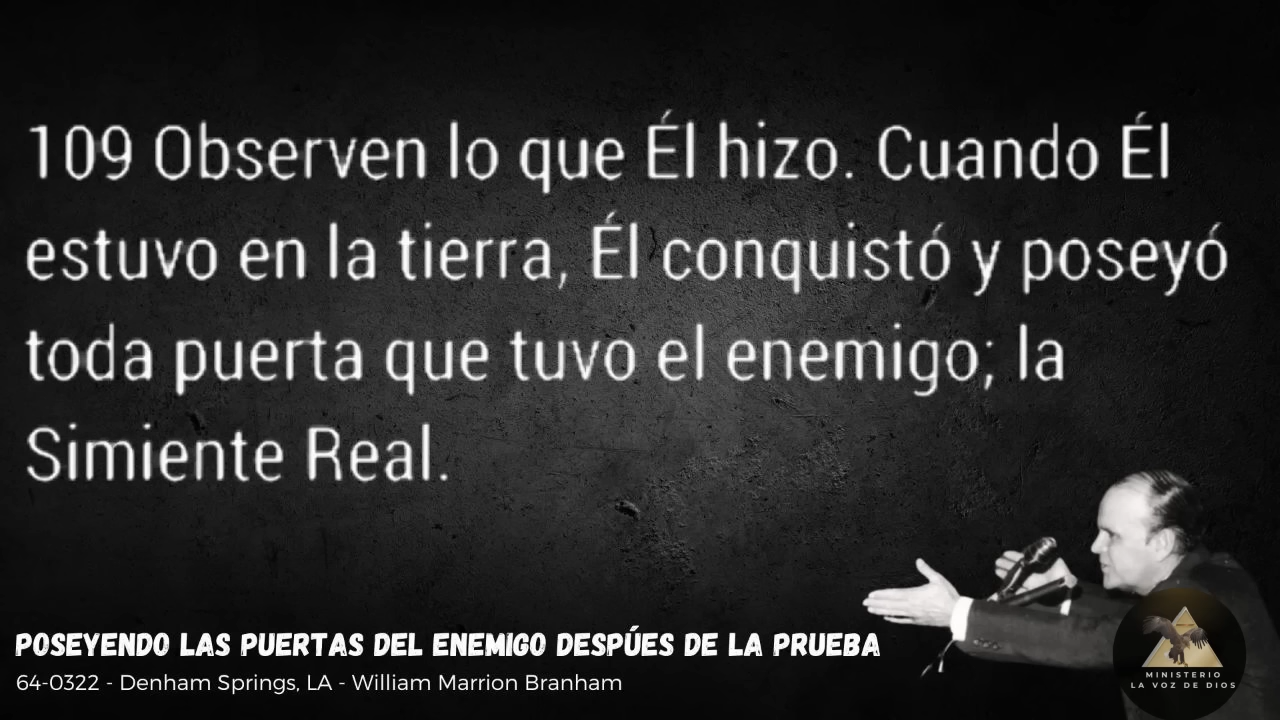 109 Observen lo que Él hizo. Cuando Él
estuvo en la tierra, Él conquistó y poseyó
toda puerta que tuvo el enemigo; la
Simiente Real.
POSEYENDO LAS PUERTAS DEL ENEMIGO DESPÚES DE LA PRUEBA
64-0322 - Denham Springs, LA - William Marrion Branham
MINISTERIO
LA VOZ DE DIOS